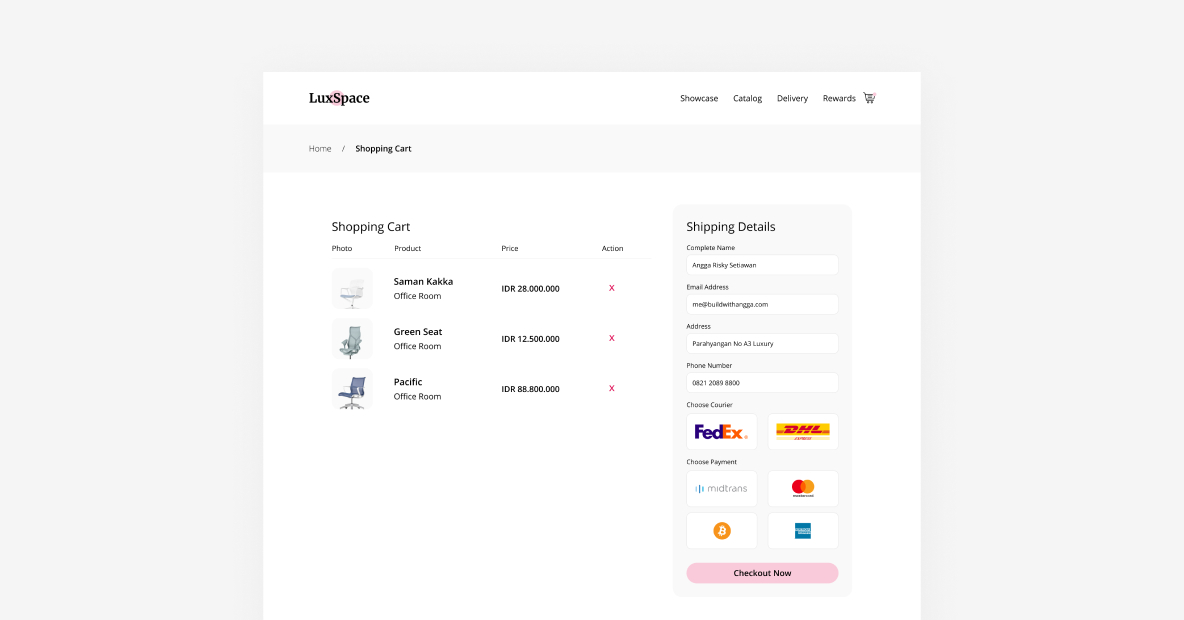 LuxSpace
Showcase Catalog Delivery Rewards
Home / Shopping Cart
Shopping Cart
Photo Product Price Action
Saman Kakka
Office Room
IDR 28.000.000
X
Green Seat
Office Room
IDR 12.500.000
X
Pacific
Office Room
IDR 88.800.000
X
Shipping Details
Complete Name
Angga Risky Setiawan
Email Address
me@buildwithangga.com
Address
Parahyangan No A3 Luxury
Phone Number
0821 2089 8800
Choose Courier
FedEx
DHL
EXPRESS
Choose Payment
midtrans
mastercard
Checkout Now